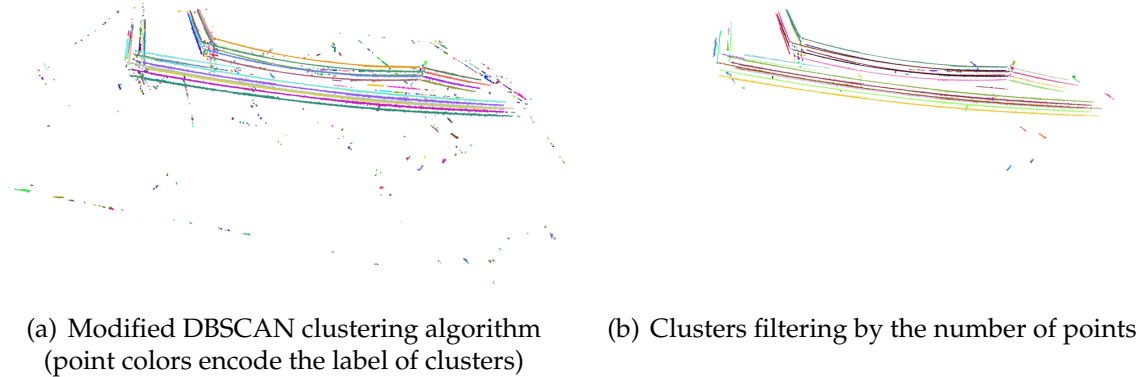 (a) Modified DBSCAN clustering algorithm
(point colors encode the label of clusters)
(b) Clusters filtering by the number of points